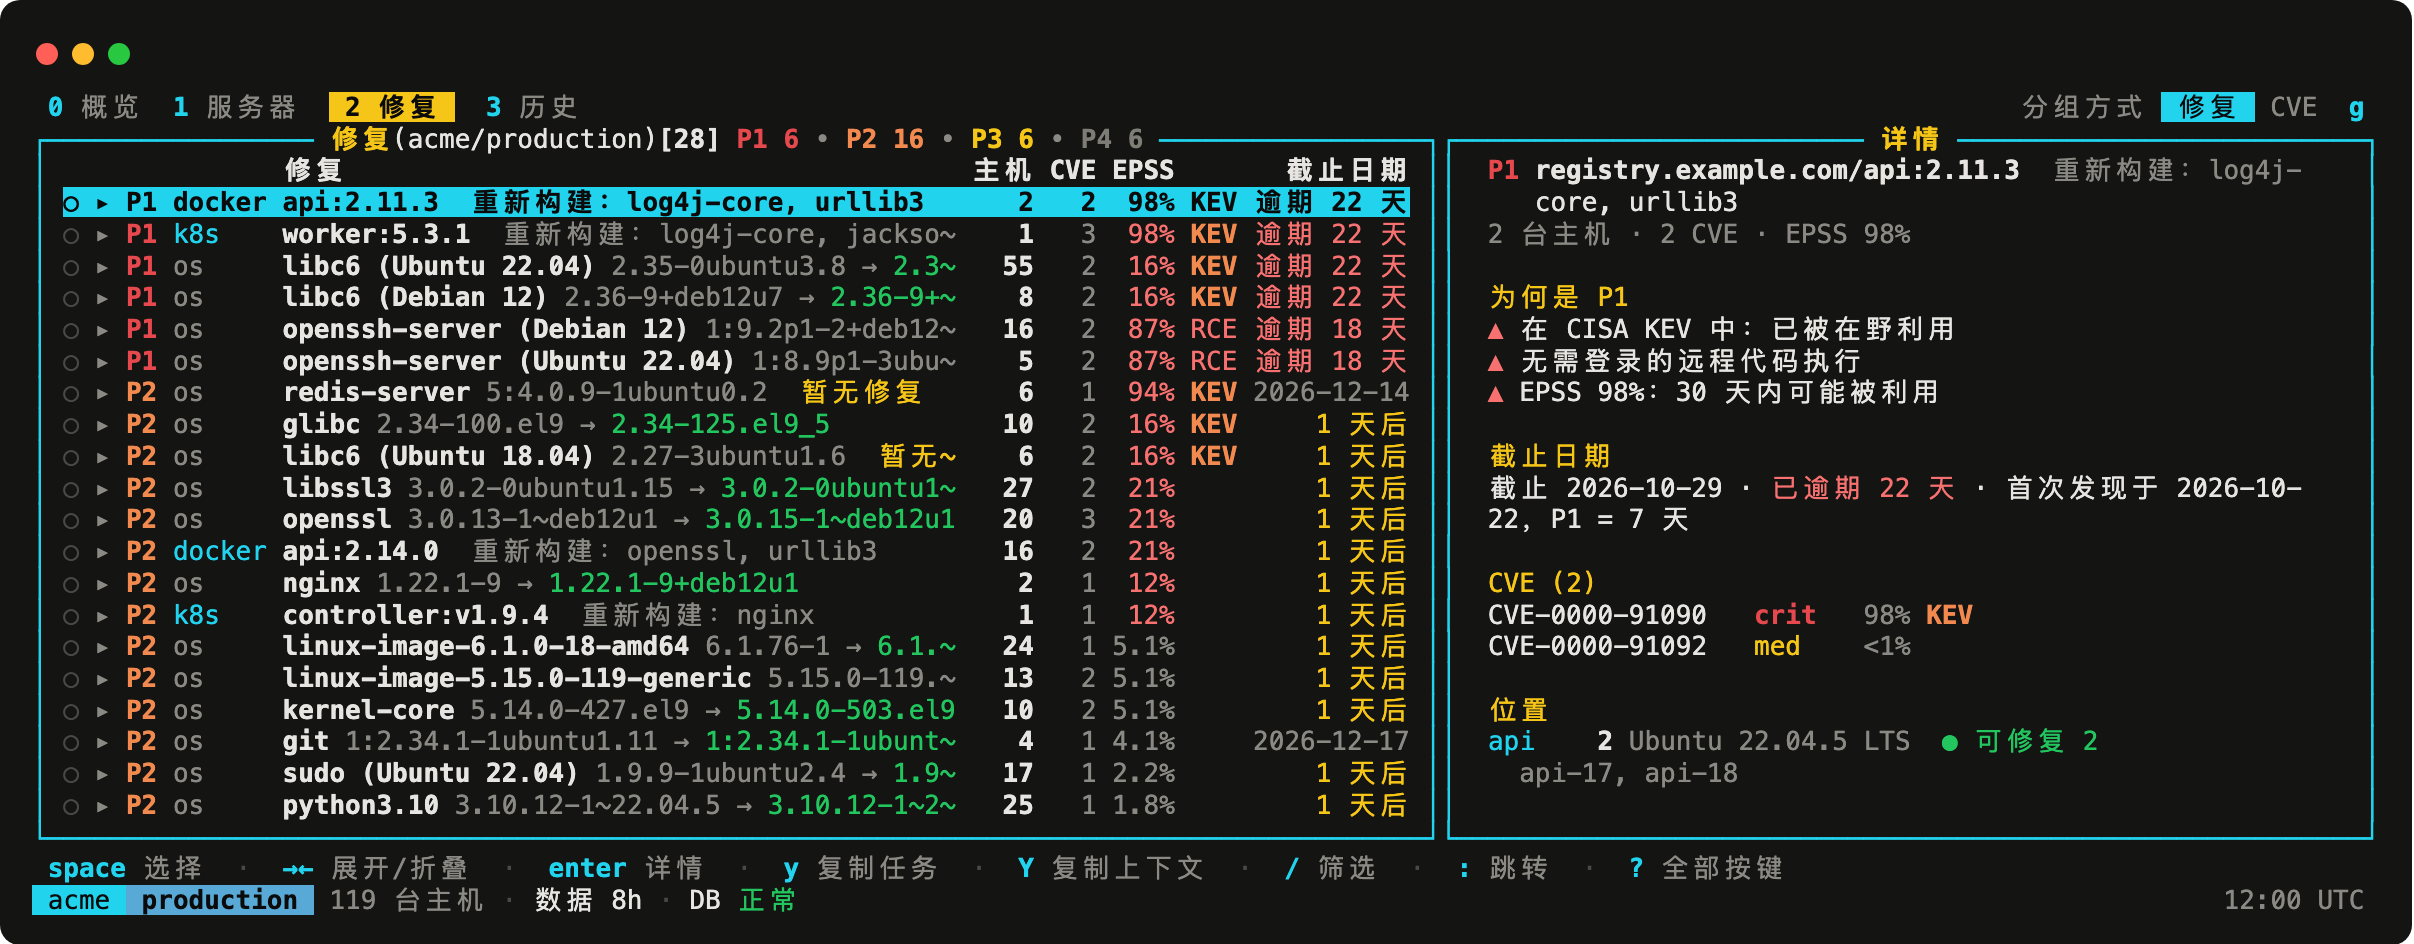 0 概览  1 服务器  2 修复  3 历史  分组方式  修复  CVE  g
修复(acme/production)[28] P1 6 • P2 16 • P3 6 • P4 6
修复  主机 CVE EPSS  截止日期
○ ▸ P1 docker api:2.11.3  重新构建: log4j-core, urllib3  2  2  98% KEV 逾期 22 天
○ ▸ P1 k8s  worker:5.3.1  重新构建: log4j-core, jackso~  1  3  98% KEV 逾期 22 天
○ ▸ P1 os  libc6 (Ubuntu 22.04) 2.35-0ubuntu3.8 → 2.3~  55  2  16% KEV 逾期 22 天
○ ▸ P1 os  libc6 (Debian 12) 2.36-9+deb12u7 → 2.36-9+~  8  2  16% KEV 逾期 22 天
○ ▸ P1 os  openssh-server (Debian 12) 1:9.2p1-2+deb12~  16  2  87% RCE 逾期 18 天
○ ▸ P1 os  openssh-server (Ubuntu 22.04) 1:8.9p1-3ubu~  5  2  87% RCE 逾期 18 天
○ ▸ P2 os  redis-server 5:4.0.9-1ubuntu0.2  暂无修复  6  1  94% KEV 2026-12-14
○ ▸ P2 os  glibc 2.34-100.el9 → 2.34-125.el9_5  10  2  16% KEV  1 天后
○ ▸ P2 os  libc6 (Ubuntu 18.04) 2.27-3ubuntu1.6  暂无~  6  2  16% KEV  1 天后
○ ▸ P2 os  libssl3 3.0.2-0ubuntu1.15 → 3.0.2-0ubuntu1~  27  2  21%  1 天后
○ ▸ P2 os  openssl 3.0.13-1~deb12u1 → 3.0.15-1~deb12u1  20  3  21%  1 天后
○ ▸ P2 docker api:2.14.0  重新构建: openssl, urllib3  16  2  21%  1 天后
○ ▸ P2 os  nginx 1.22.1-9 → 1.22.1-9+deb12u1  2  1  12%  1 天后
○ ▸ P2 k8s  controller:v1.9.4  重新构建: nginx  1  1  12%  1 天后
○ ▸ P2 os  linux-image-6.1.0-18-amd64 6.1.76-1 → 6.1.~  24  1 5.1%  1 天后
○ ▸ P2 os  linux-image-5.15.0-119-generic 5.15.0-119.~  13  2 5.1%  1 天后
○ ▸ P2 os  kernel-core 5.14.0-427.el9 → 5.14.0-503.el9  10  2 5.1%  1 天后
○ ▸ P2 os  git 1:2.34.1-1ubuntu1.11 → 1:2.34.1-1ubunt~  4  1 4.1%  2026-12-17
○ ▸ P2 os  sudo (Ubuntu 22.04) 1.9.9-1ubuntu2.4 → 1.9~  17  1 2.2%  1 天后
○ ▸ P2 os  python3.10 3.10.12-1~22.04.5 → 3.10.12-1~2~  25  1 1.8%  1 天后
详情
P1 registry.example.com/api:2.11.3  重新构建: log4j-
core, urllib3
2 台主机 · 2 CVE · EPSS 98%
为何是 P1
▲ 在 CISA KEV 中: 已被在野利用
▲ 无需登录的远程代码执行
▲ EPSS 98%: 30 天内可能被利用
截止日期
截止 2026-10-29 · 已逾期 22 天 · 首次发现于 2026-10-
22, P1 = 7 天
CVE (2)
CVE-0000-91090  crit  98% KEV
CVE-0000-91092  med  <1%
位置
api  2 Ubuntu 22.04.5 LTS  ● 可修复 2
api-17, api-18
space 选择 · →← 展开/折叠 · enter 详情 · y 复制任务 · Y 复制上下文 · / 筛选 · : 跳转 · ? 全部按键
acme  production  119 台主机 · 数据 8h · DB 正常  12:00 UTC